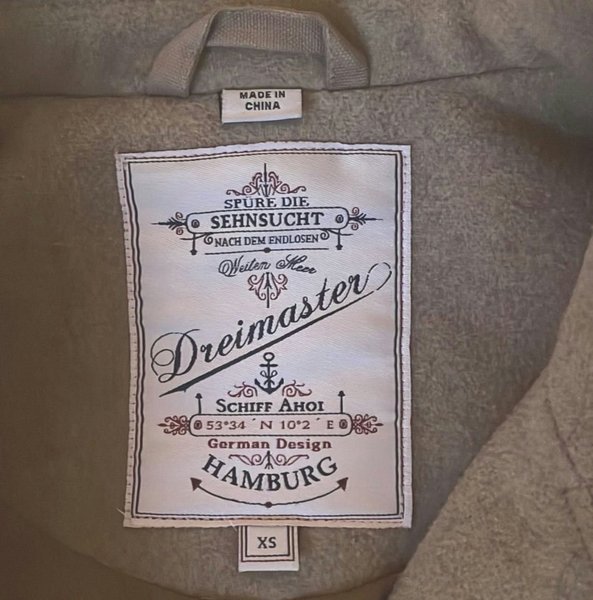 MADE IN
CHINA
SPÜRE DIE
SEHNSUCHT
NACH DEM ENDLOSEN
Weiten Meer
Dreimaster
SCHIFF AHOI
53°34 ´ N 10°2 ´ E
German Design
HAMBURG
XS